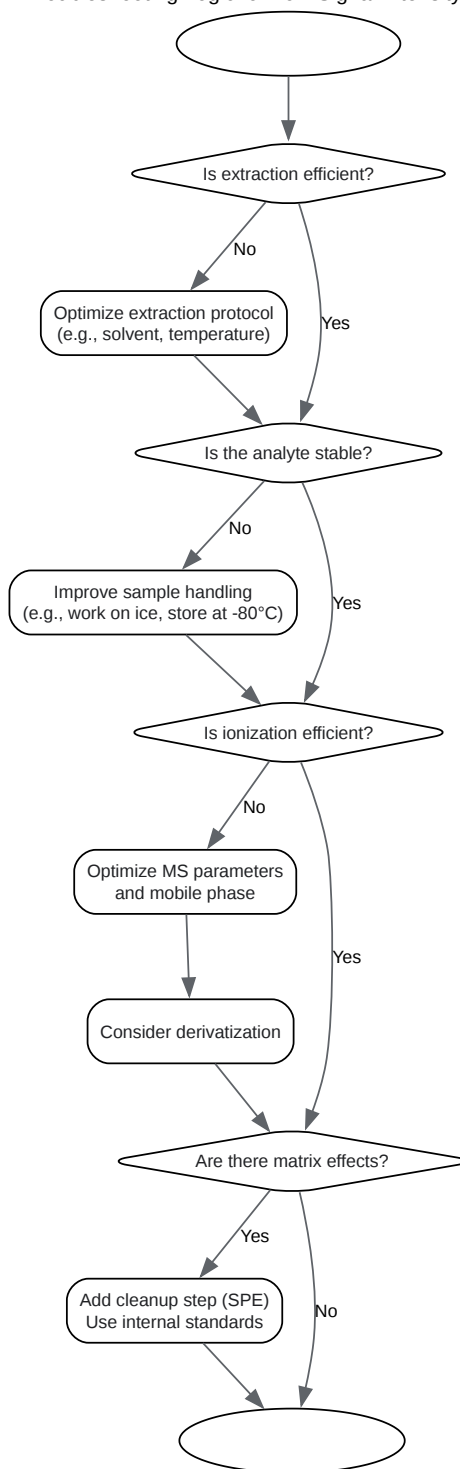 Is extraction efficient?
No
Optimize extraction protocol
(e.g., solvent, temperature)
Yes
Is the analyte stable?
No
Improve sample handling
(e.g., work on ice, store at -80°C)
Yes
Is ionization efficient?
No
Optimize MS parameters
and mobile phase
Yes
Consider derivatization
Are there matrix effects?
Yes
Add cleanup step (SPE)
Use internal standards
No